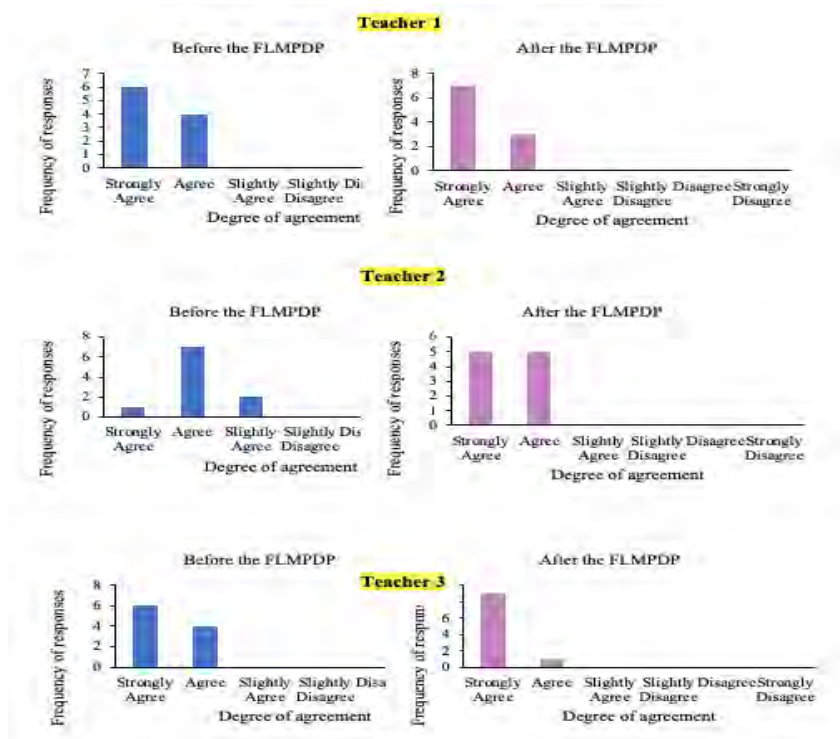 Teacher 1
Before the FLMPDP
Frequency of responses
7
6
5
4
3
2
1
0
Strongly Agree Slightly Slightly Dis
Agree Agree Disagree
Degree of agreement
After the FLMPDP
Frequency of responses
8
6
4
2
0
Strongly Agree Slightly Slightly Disagree Strongly
Agree Agree Disagree Disagree
Degree of agreement
Teacher 2
Before the FLMPDP
Frequency of responses
8
6
4
2
0
Strongly Agree Slightly Slightly Dis
Agree Agree Disagree
Degree of agreement
After the FLMPDP
Frequency of responses
6
5
4
3
2
1
0
Strongly Agree Slightly Slightly Disagree Strongly
Agree Agree Disagree Disagree
Degree of agreement
Teacher 3
Before the FLMPDP
Frequency of responses
8
6
4
2
0
Strongly Agree Slightly Slightly Disa
Agree Agree Disagree
Degree of agreement
After the FLMPDP
Frequency of respon
6
4
2
0
Strongly Agree Slightly Slightly Disagree Strongly
Agree Agree Disagree Disagree
Degree of agreement